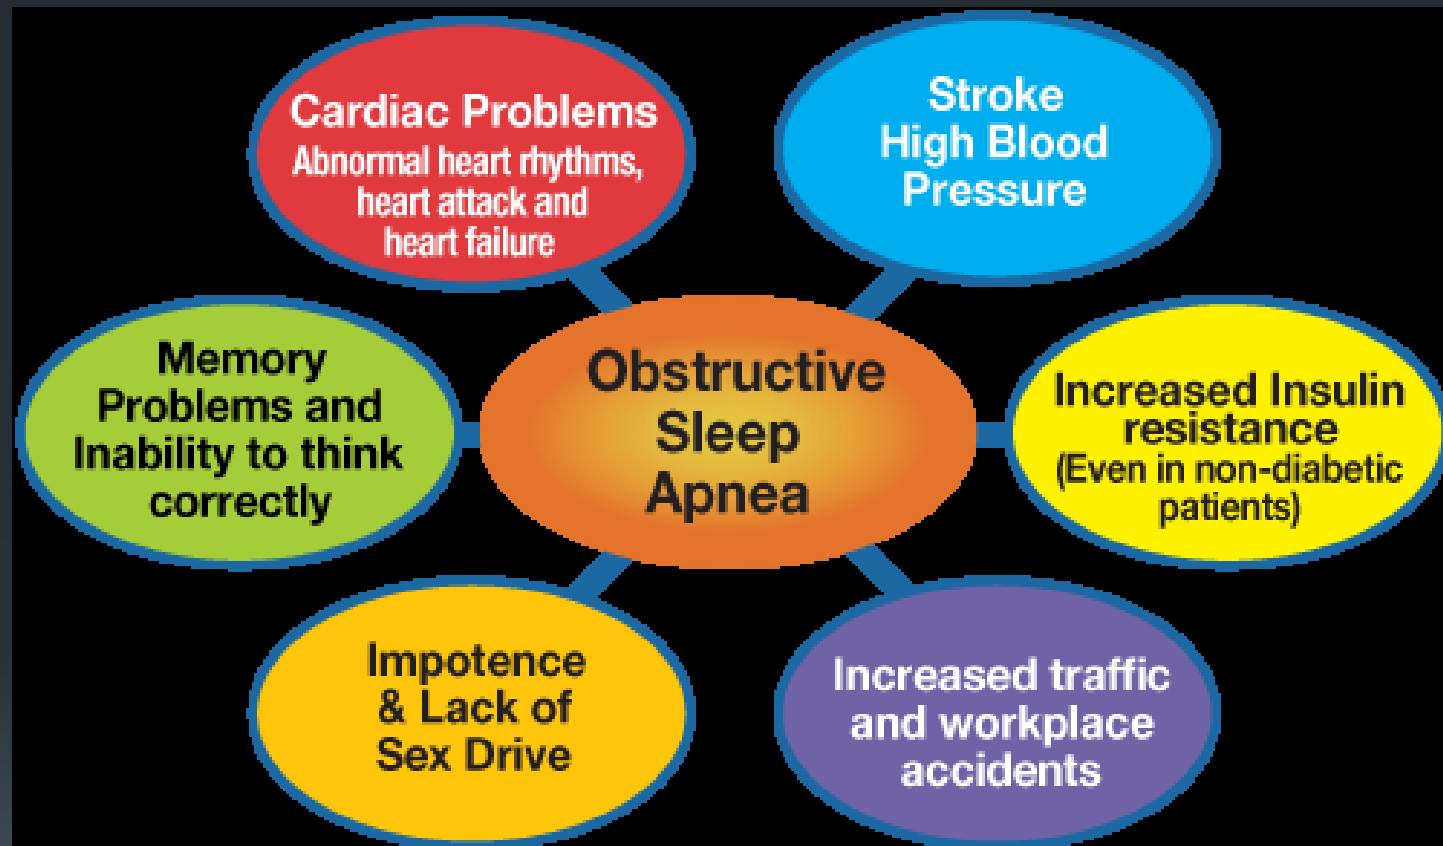 Cardiac Problems
Abnormal heart rhythms,
heart attack and
heart failure
Stroke
High Blood
Pressure
Memory
Problems and
Inability to think
correctly
Obstructive
Sleep
Apnea
Increased Insulin
resistance
(Even in non-diabetic
patients)
Impotence
& Lack of
Sex Drive
Increased traffic
and workplace
accidents